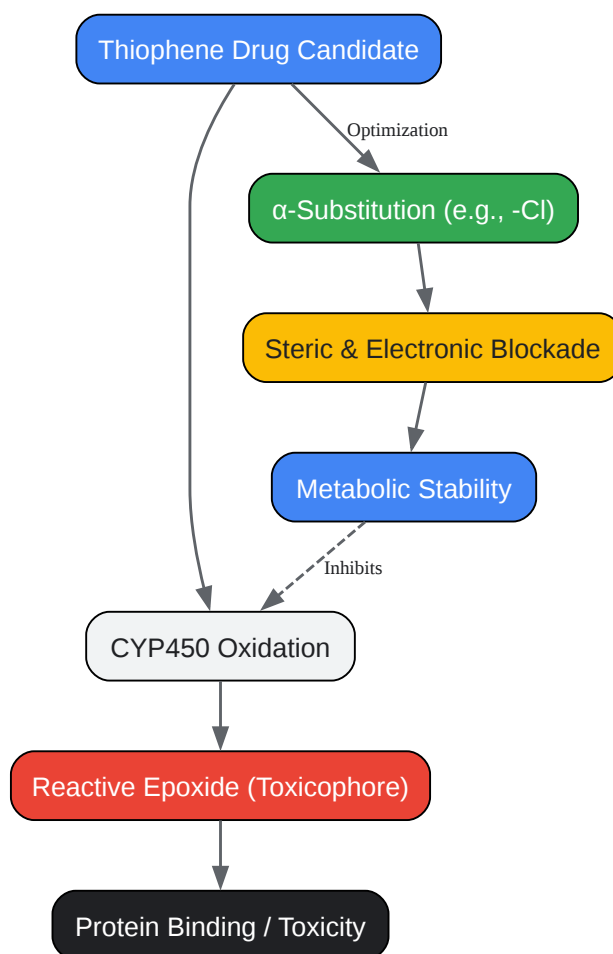 Thiophene Drug Candidate
Optimization
α-Substitution (e.g., -Cl)
Steric & Electronic Blockade
Metabolic Stability
Inhibits
CYP450 Oxidation
Reactive Epoxide (Toxicophore)
Protein Binding / Toxicity